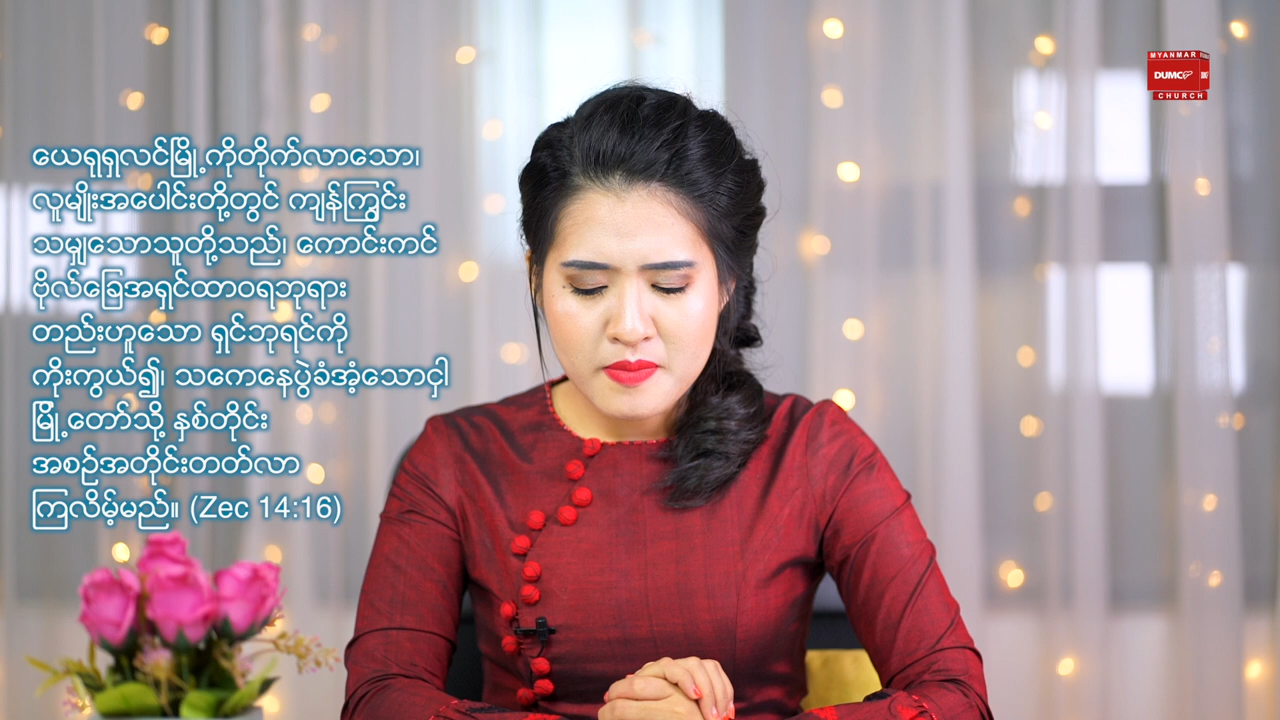 ယေရုရှလင်မြို့ကိုတိုက်လာသော၊
လူမျိုးအပေါင်းတို့တွင် ကျန်ကြွင်း
သမျှသောသူတို့သည်၊ ကောင်းကင်
ဗိုလ်ခြေအရှင်ထာဝရဘုရား
တည်းဟူသော ရှင်ဘုရင်ကို
ကိုးကွယ်၍၊ သကေနေပွဲခံအံ့သောငှါ
မြို့တော်သို့ နှစ်တိုင်း
အစဉ်အတိုင်းတတ်လာ
ကြလိမ့်မည်။ (Zec 14:16)
MYANMAR
DUMC
CHURCH